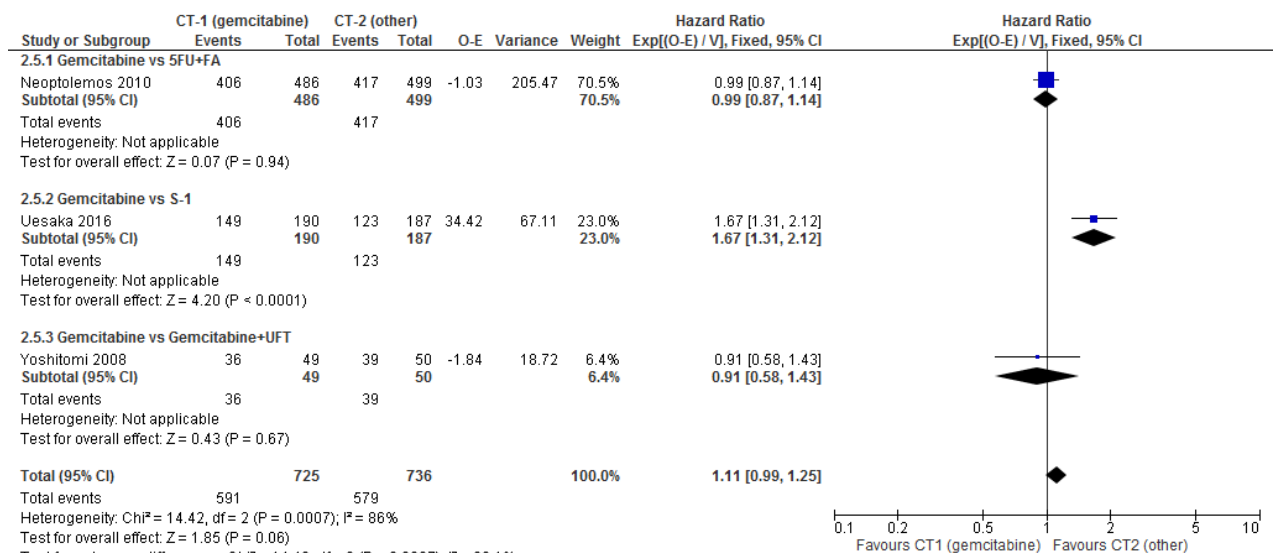 CT-1 (gemcitabine) CT-2 (other) Hazard Ratio Hazard Ratio
Study or Subgroup Events Total Events Total O-E Variance Weight Exp[(O-E) / V], Fixed, 95% CI Exp[(O-E) / V], Fixed, 95% CI
2.5.1 Gemcitabine vs 5FU+FA
Neoptolemos 2010 406 486 417 499 -1.03 205.47 70.5% 0.99 [0.87, 1.14]
Subtotal (95% CI) 486 499 70.5% 0.99 [0.87, 1.14]
Total events 406 417
Heterogeneity: Not applicable
Test for overall effect: Z = 0.07 (P = 0.94)
2.5.2 Gemcitabine vs S-1
Uesaka 2016 149 190 123 187 34.42 67.11 23.0% 1.67 [1.31, 2.12]
Subtotal (95% CI) 190 187 23.0% 1.67 [1.31, 2.12]
Total events 149 123
Heterogeneity: Not applicable
Test for overall effect: Z = 4.20 (P < 0.0001)
2.5.3 Gemcitabine vs Gemcitabine+UFT
Yoshitomi 2008 36 49 39 50 -1.84 18.72 6.4% 0.91 [0.58, 1.43]
Subtotal (95% CI) 49 50 6.4% 0.91 [0.58, 1.43]
Total events 36 39
Heterogeneity: Not applicable
Test for overall effect: Z = 0.43 (P = 0.67)
Total (95% CI) 725 736 100.0% 1.11 [0.99, 1.25]
Total events 591 579
Heterogeneity: Chi² = 14.42, df = 2 (P = 0.0007); I² = 86%
Test for overall effect: Z = 1.85 (P = 0.06)
0.1 0.2 0.5 1 2 5 10
Favours CT1 (gemcitabine) Favours CT2 (other)